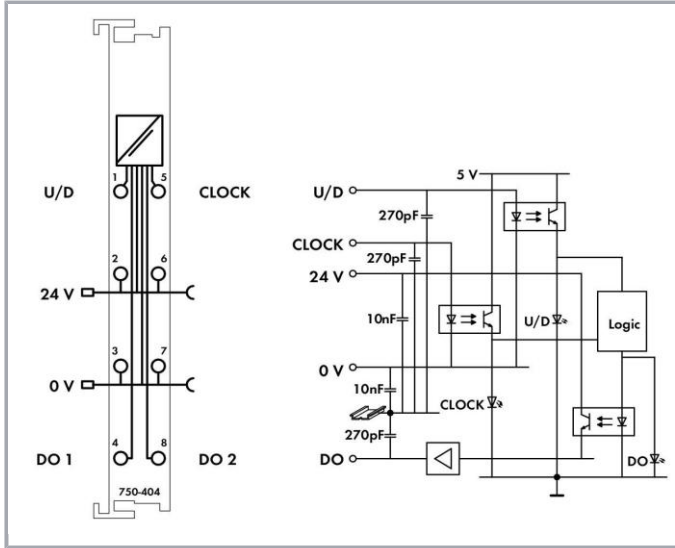 1 5
U/D CLOCK
2 6
24 V
3 7
0 V
4 8
DO 1 DO 2
750-404
5 V
U/D
270pF
CLOCK
270pF
24 V
10nF
U/D
Logic
0 V
10nF
CLOCK
270pF
DO
DO